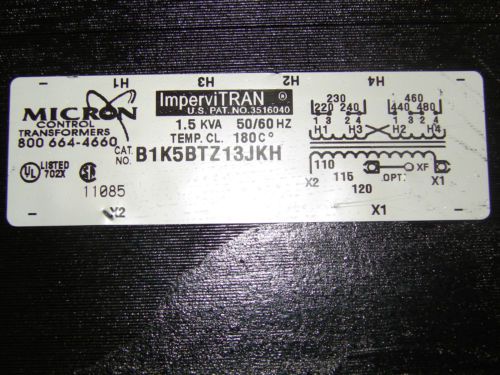 H1 H3 H2 H4
MICRON
CONTROL
TRANSFORMERS
800 664-4660
ImperviTRAN ®
U.S. PAT. NO. 3516040
1.5 KVA 50/60 HZ
TEMP. CL. 180C°
CAT. NO. B1K5BTZ13JKH
UL LISTED
702X
11085
230 460
220 240 440 480
1 3 2 4 1 3 2 4
H1 H3 H2 H4
110
115
120
X2 OPT. XF X1
X2 X1